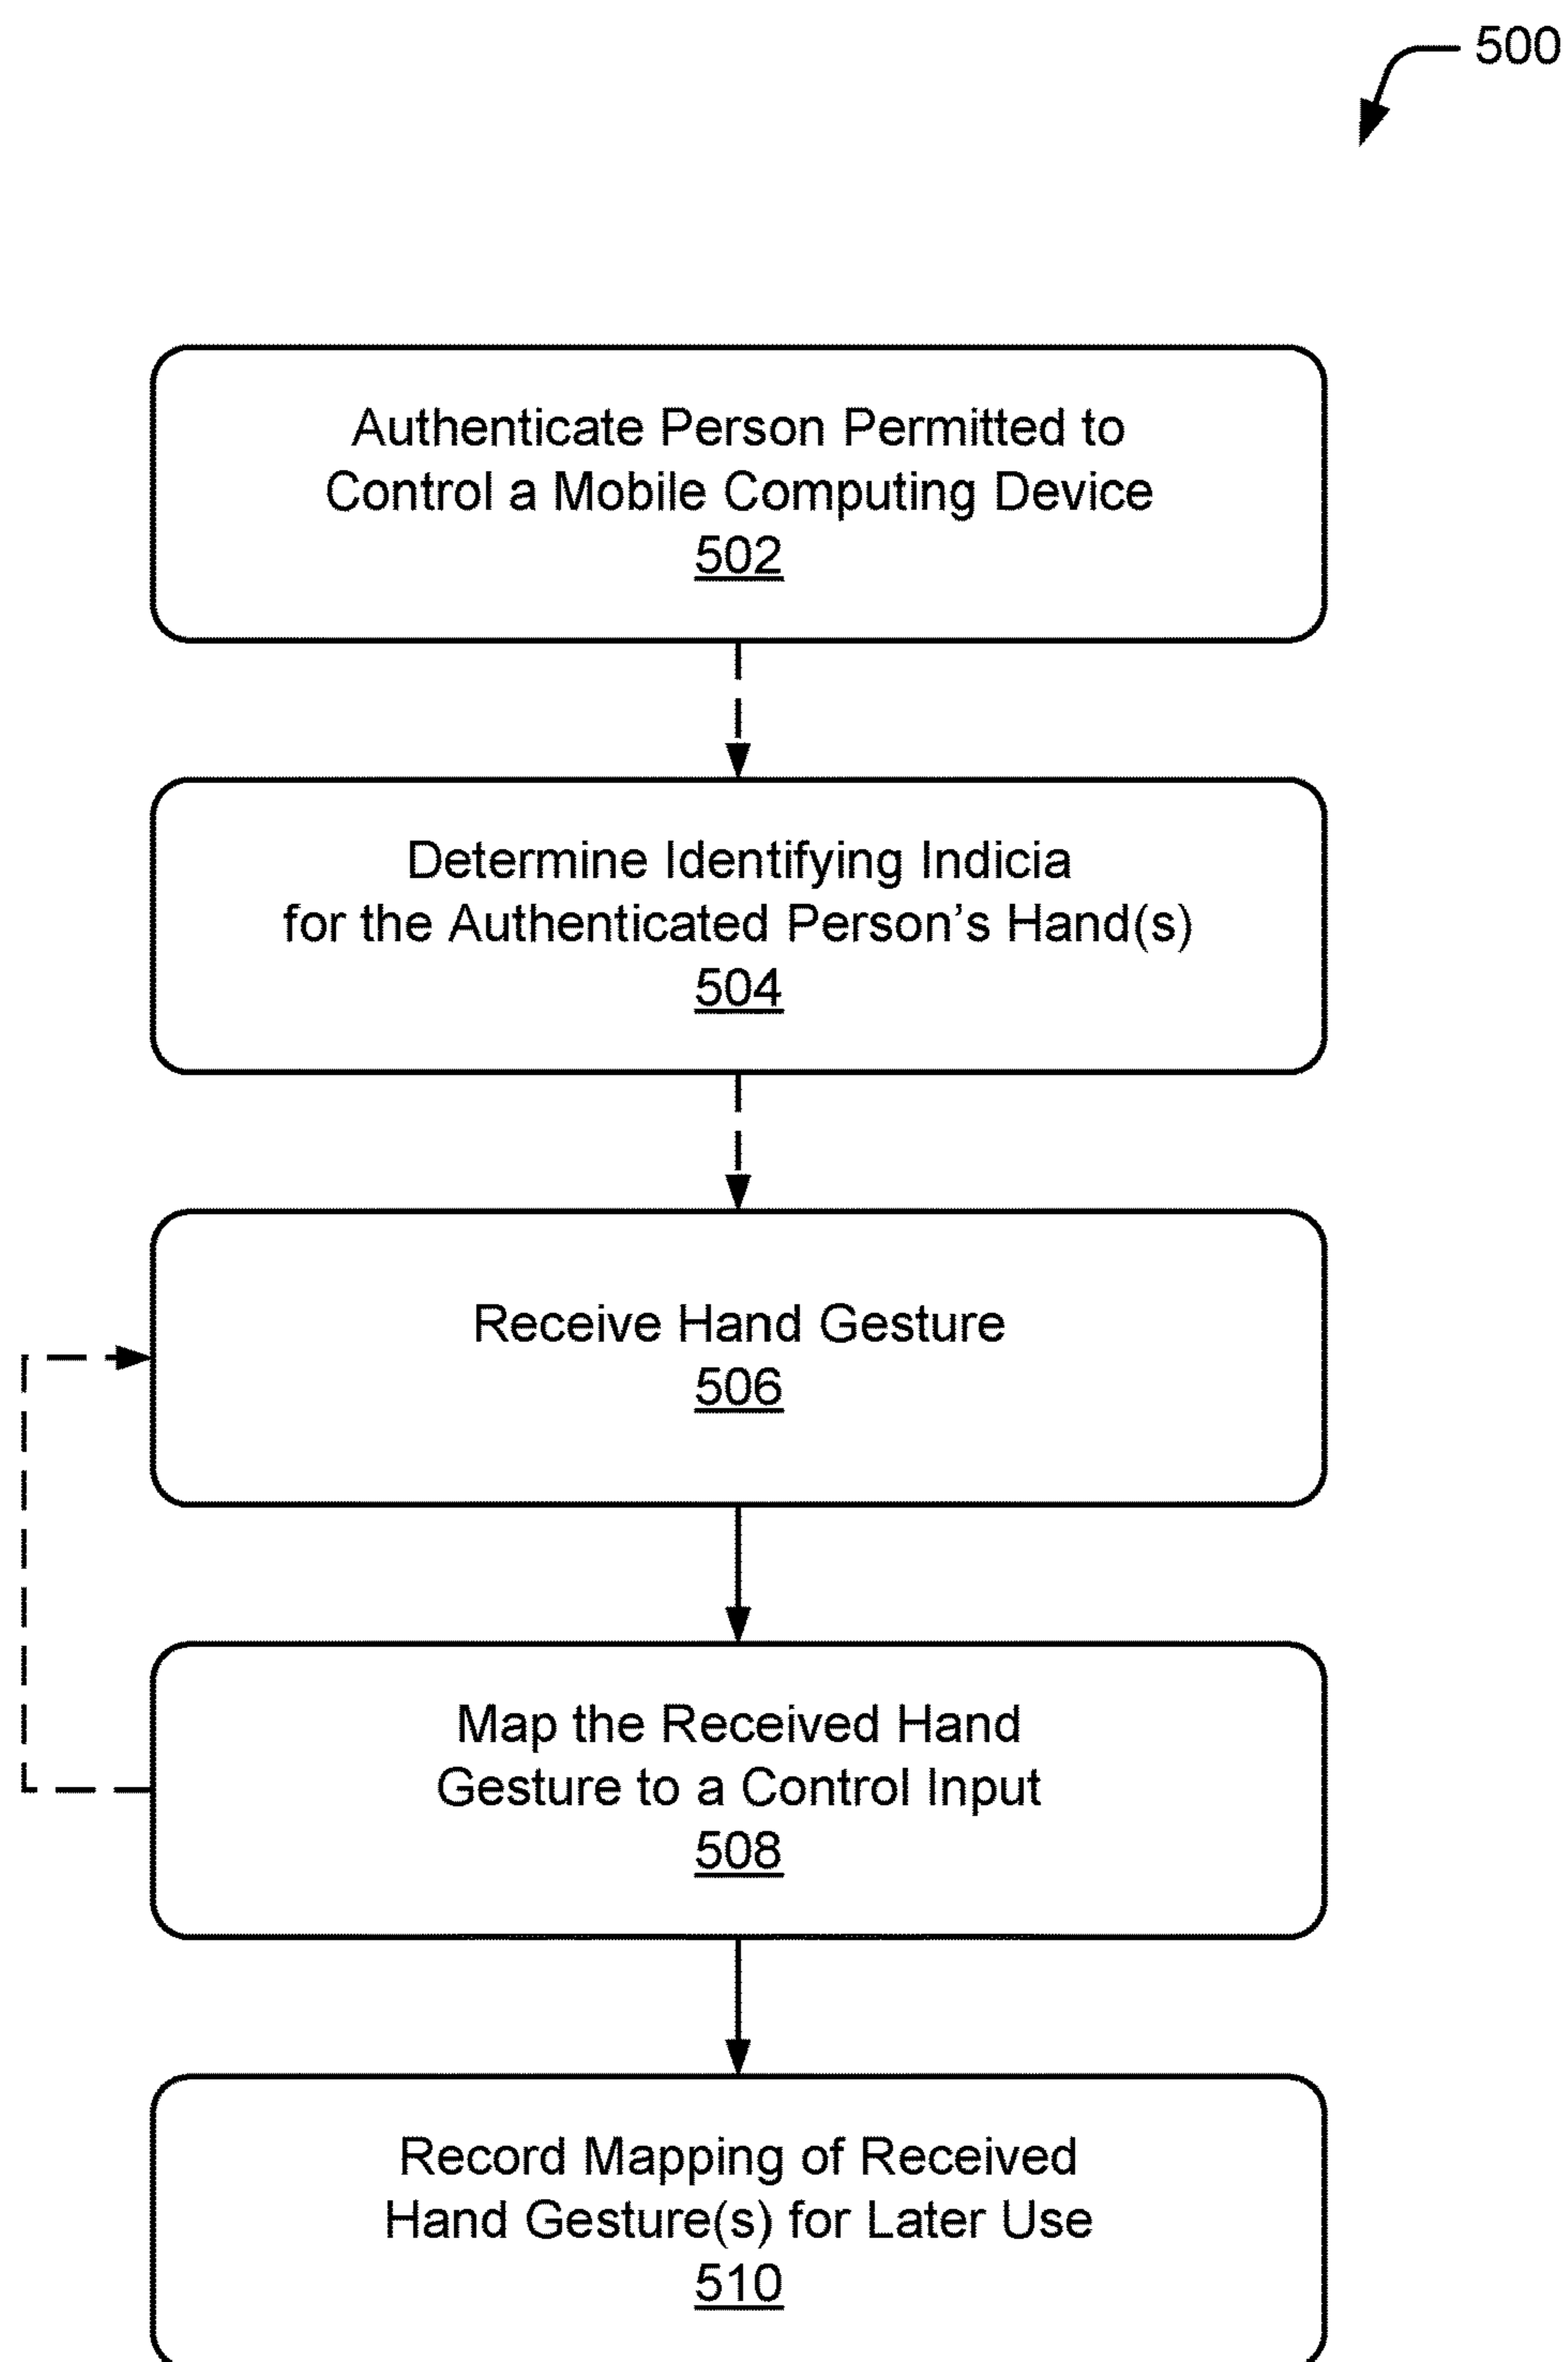 500
Authenticate Person Permitted to
Control a Mobile Computing Device
502
Determine Identifying Indicia
for the Authenticated Person’s Hand(s)
504
Receive Hand Gesture
506
Map the Received Hand
Gesture to a Control Input
508
Record Mapping of Received
Hand Gesture(s) for Later Use
510